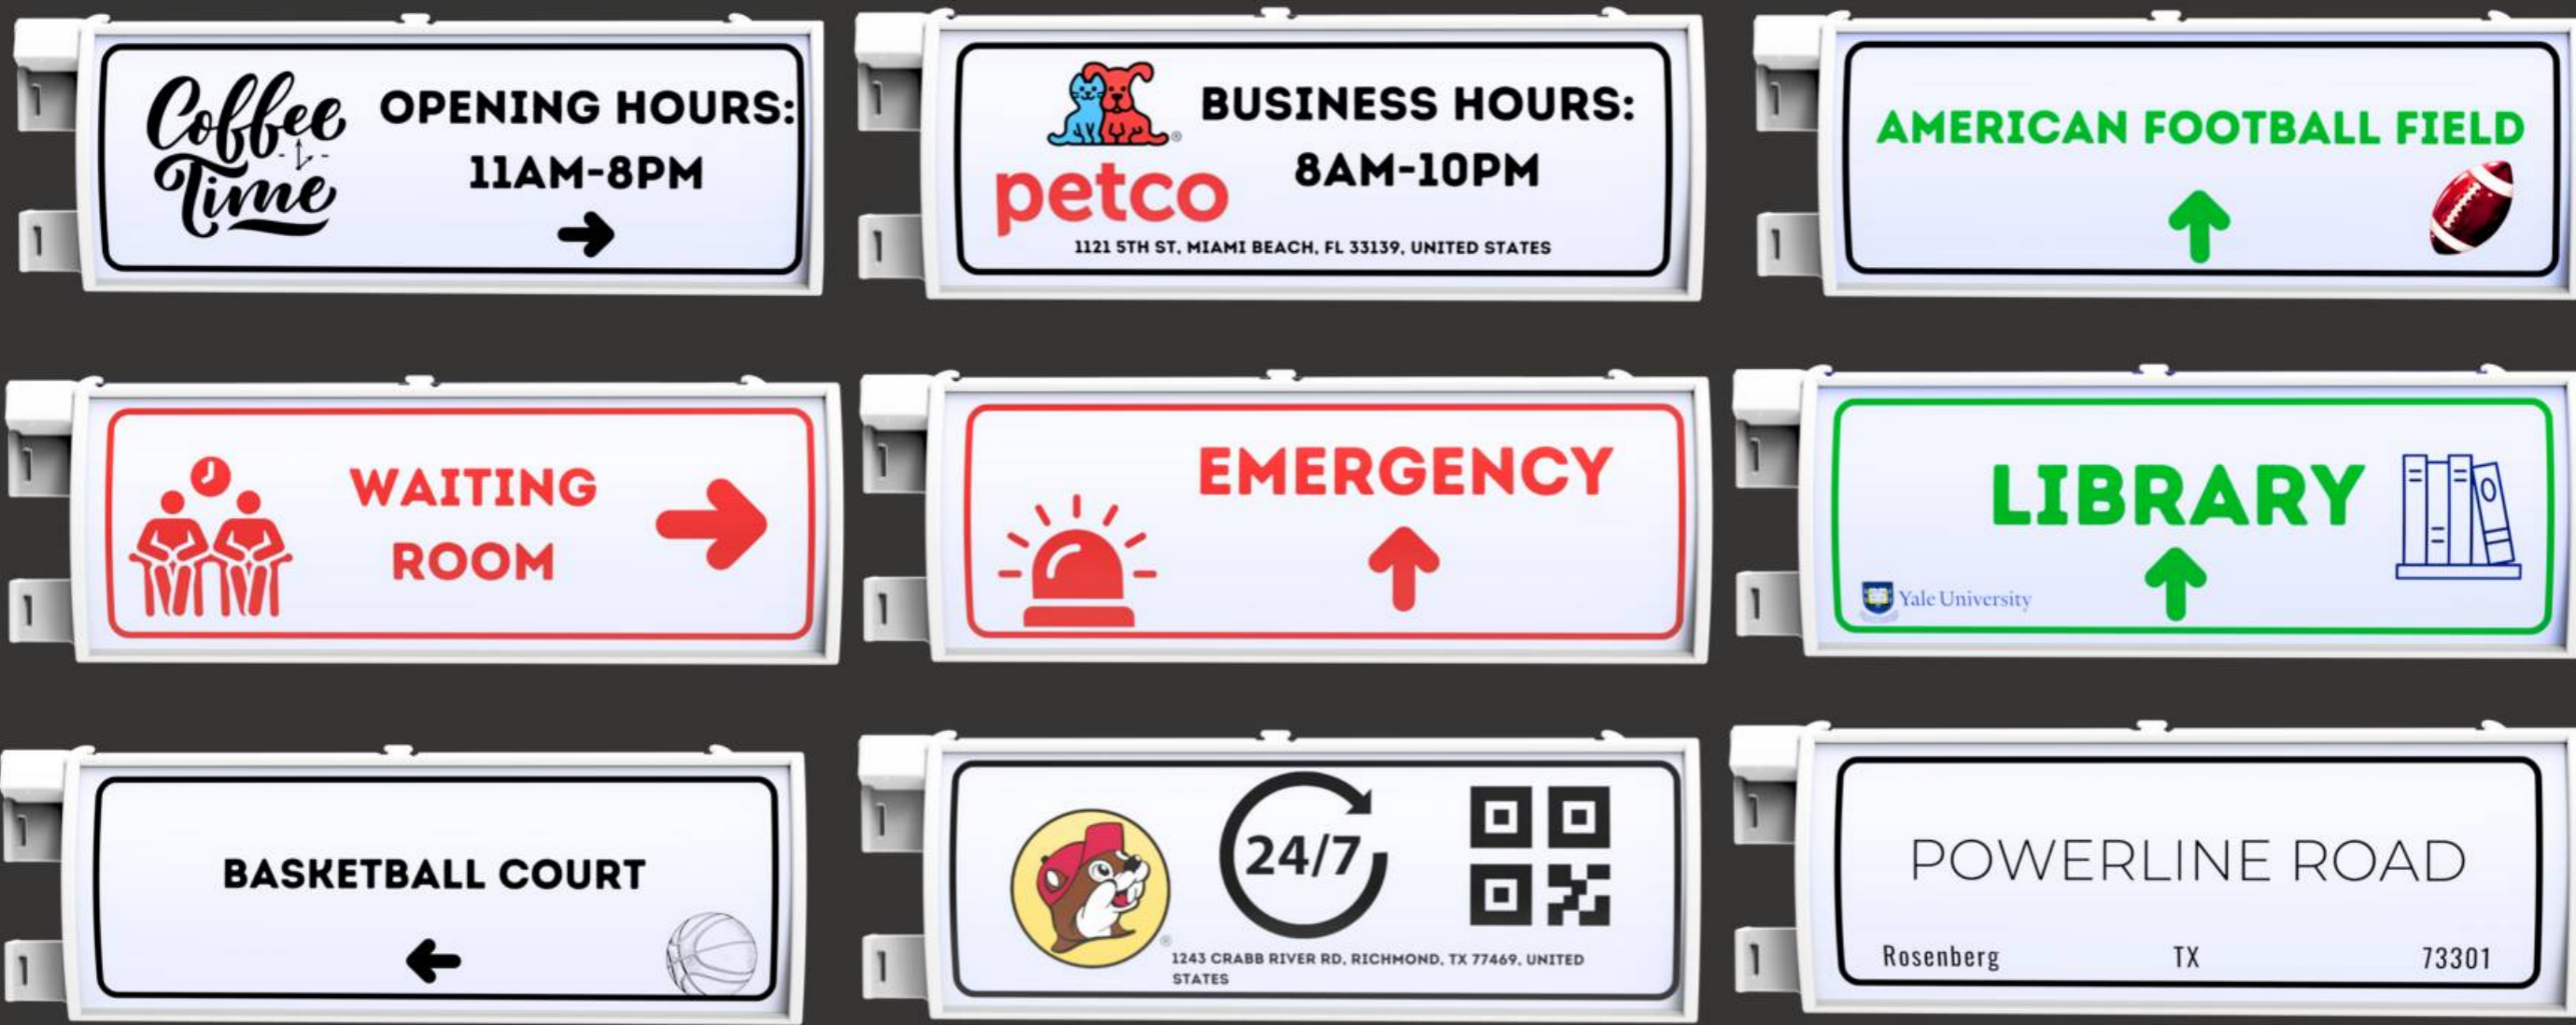 Coffee
Time
OPENING HOURS:
11AM-8PM
petco
BUSINESS HOURS:
8AM-10PM
1121 5TH ST, MIAMI BEACH, FL 33139, UNITED STATES
AMERICAN FOOTBALL FIELD
WAITING
ROOM
EMERGENCY
LIBRARY
Yale University
BASKETBALL COURT
24/7
1243 CRABB RIVER RD, RICHMOND, TX 77469, UNITED
STATES
POWERLINE ROAD
Rosenberg TX 73301